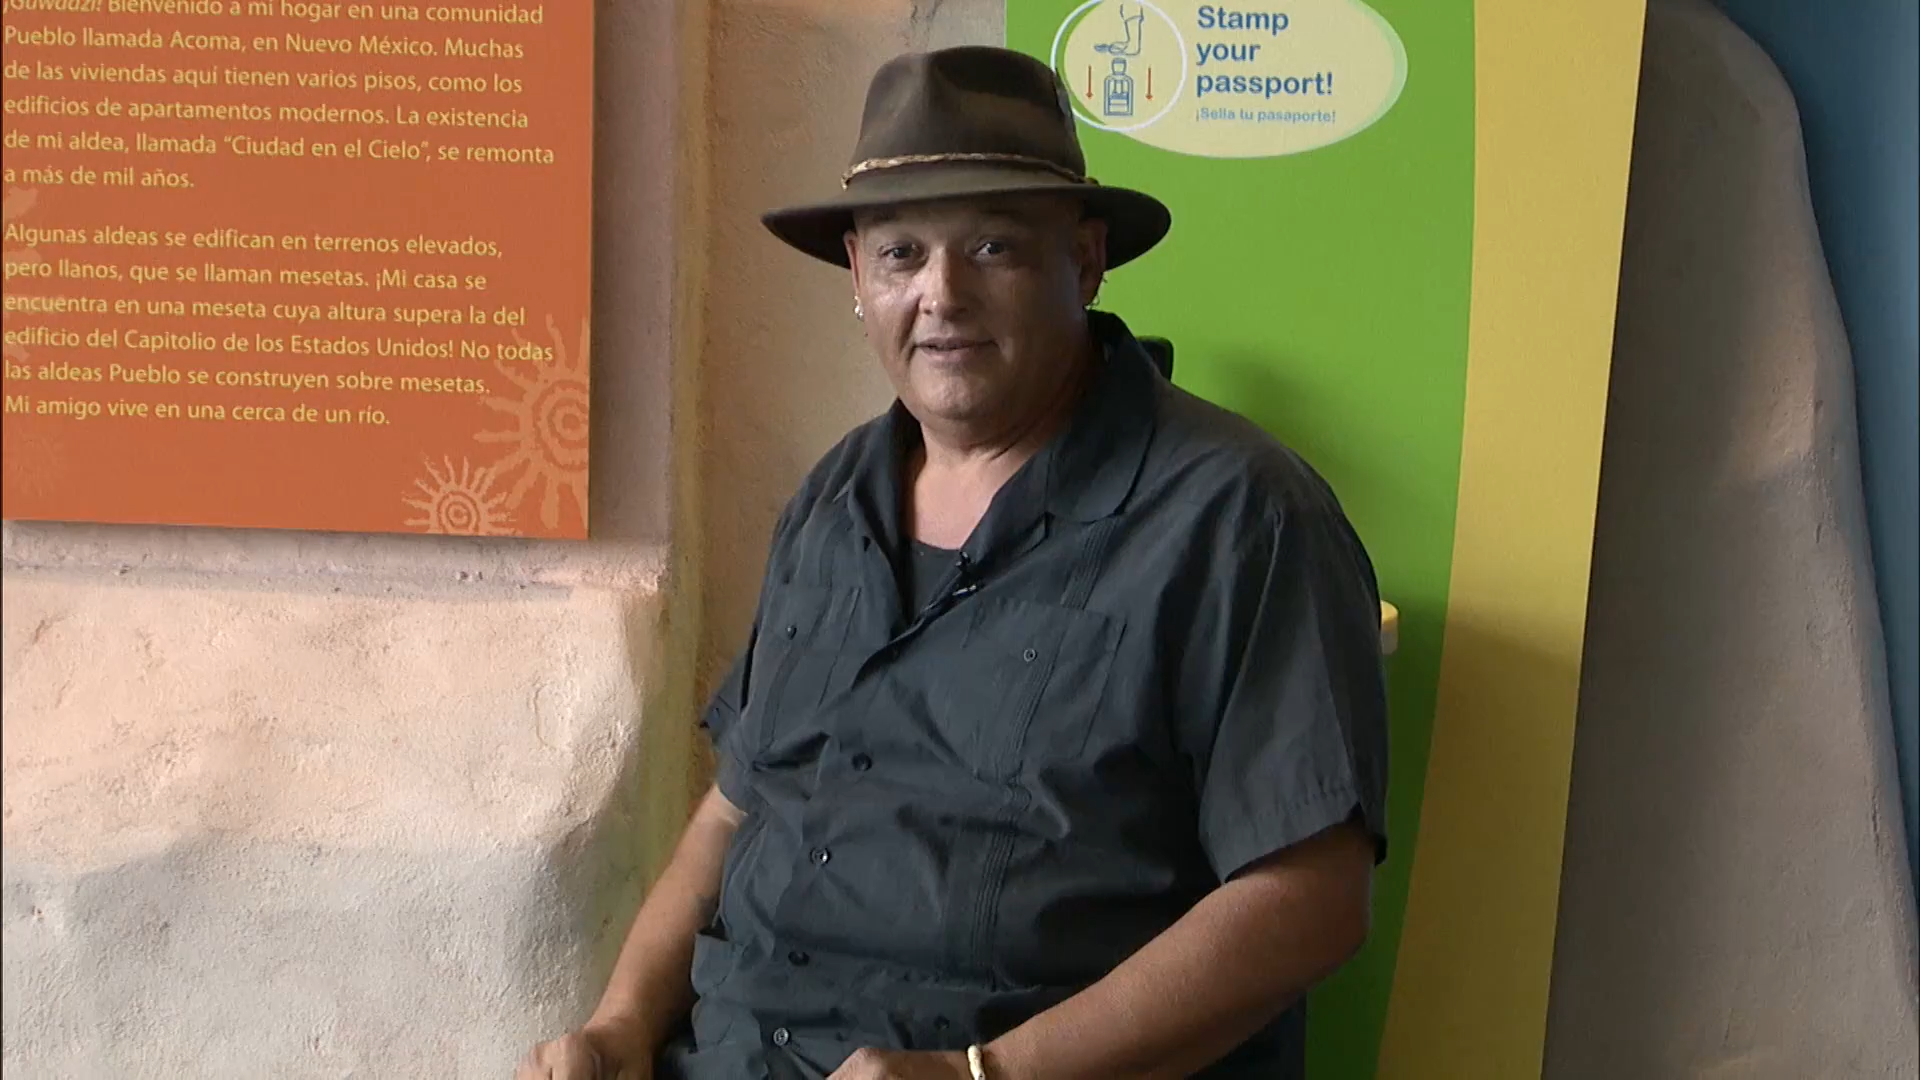 ¡Guwaadzi! Bienvenido a mi hogar en una comunidad
Pueblo llamada Acoma, en Nuevo México. Muchas
de las viviendas aquí tienen varios pisos, como los
edificios de apartamentos modernos. La existencia
de mi aldea, llamada “Ciudad en el Cielo”, se remonta
a más de mil años.
Algunas aldeas se edifican en terrenos elevados,
pero llanos, que se llaman mesetas. ¡Mi casa se
encuentra en una meseta cuya altura supera la del
edificio del Capitolio de los Estados Unidos! No todas
las aldeas Pueblo se construyen sobre mesetas.
Mi amigo vive en una cerca de un río.
Stamp
your
passport!
¡Sella tu pasaporte!